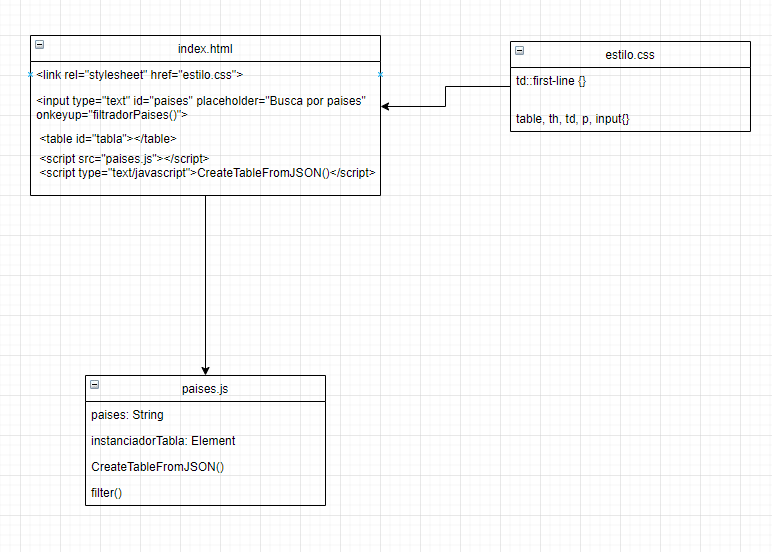 index.html
<link rel="stylesheet" href="estilo.css">
<input type="text" id="paises" placeholder="Busca por paises"
onkeyup="filtradorPaises()">
<table id="tabla"></table>
<script src="paises.js"></script>
<script type="text/javascript">CreateTableFromJSON()</script>
estilo.css
td::first-line {}
table, th, td, p, input{}
paises.js
paises: String
instanciadorTabla: Element
CreateTableFromJSON()
filter()